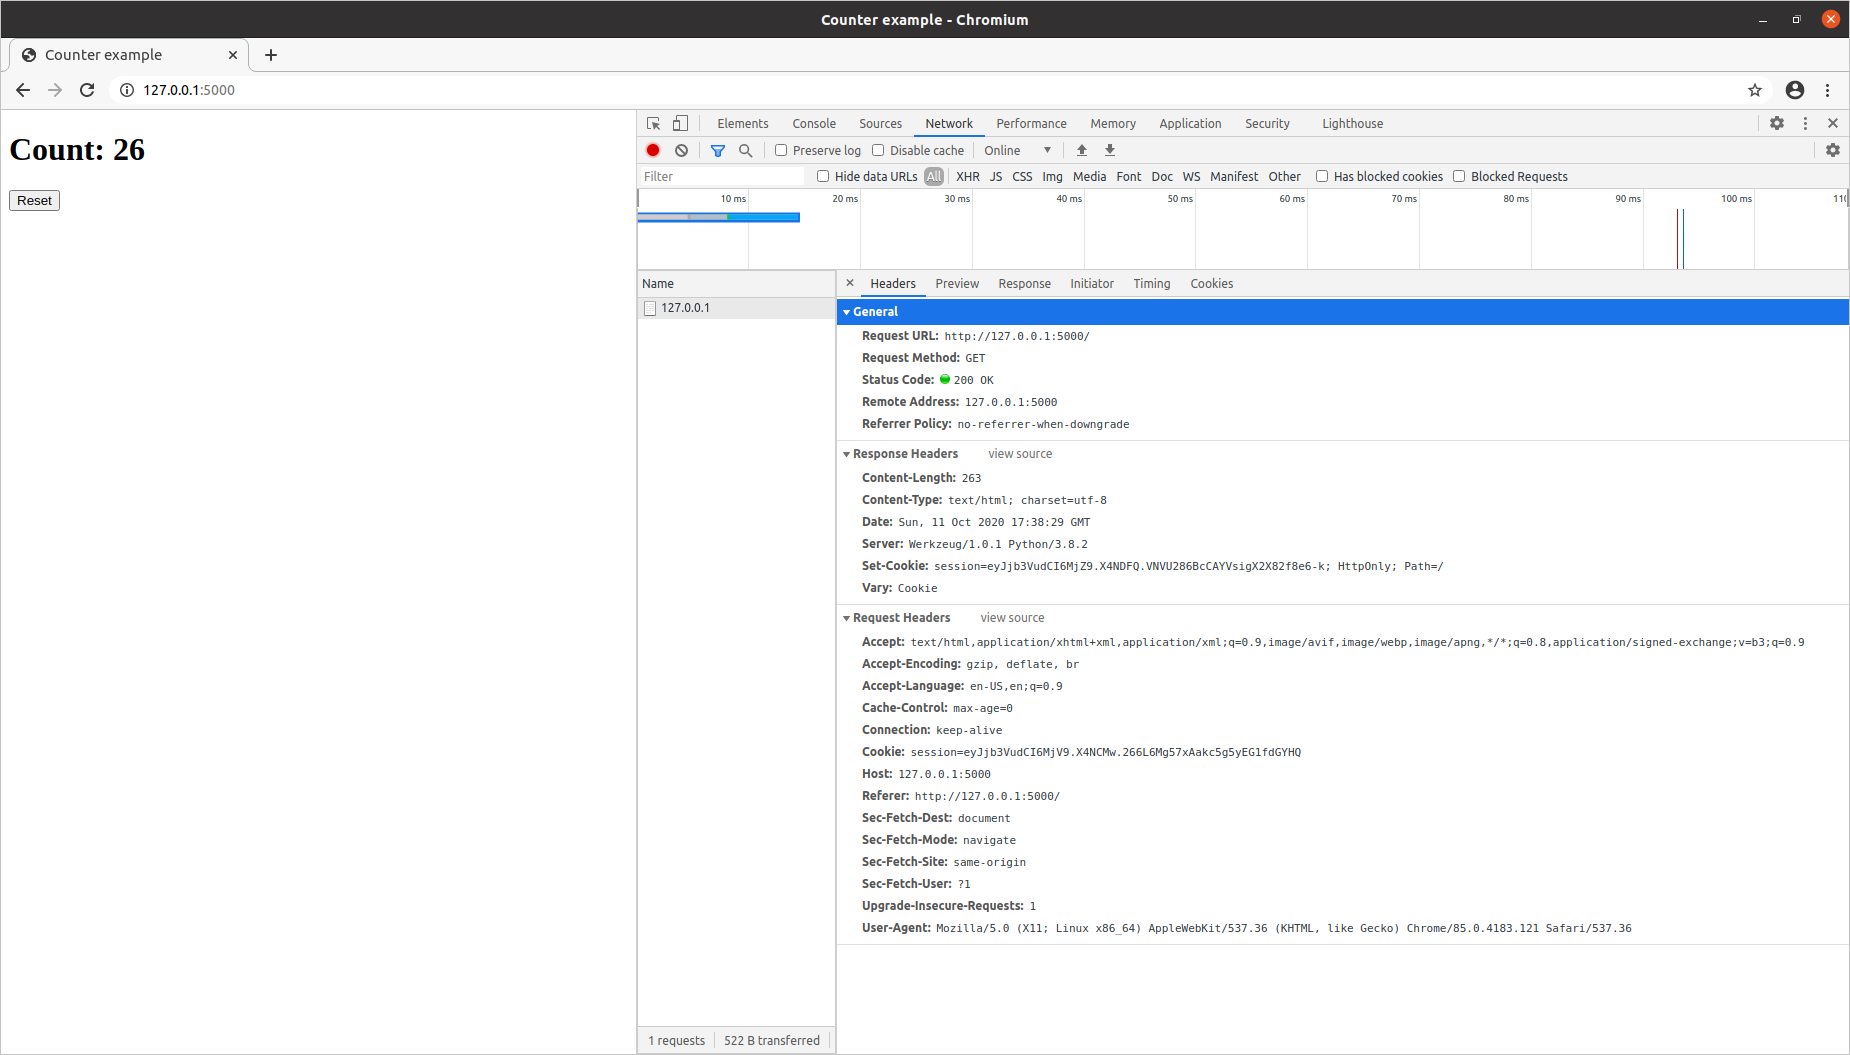 Counter example - Chromium
Counter example
127.0.0.1:5000
Count: 26
Reset
Elements Console Sources Network Performance Memory Application Security Lighthouse
Preserve log Disable cache Online
Filter Hide data URLs All XHR JS CSS Img Media Font Doc WS Manifest Other Has blocked cookies Blocked Requests
10 ms 20 ms 30 ms 40 ms 50 ms 60 ms 70 ms 80 ms 90 ms 100 ms
Name
127.0.0.1
Headers Preview Response Initiator Timing Cookies
General
Request URL: http://127.0.0.1:5000/
Request Method: GET
Status Code: 200 OK
Remote Address: 127.0.0.1:5000
Referrer Policy: no-referrer-when-downgrade
Response Headers view source
Content-Length: 263
Content-Type: text/html; charset=utf-8
Date: Sun, 11 Oct 2020 17:38:29 GMT
Server: Werkzeug/1.0.1 Python/3.8.2
Set-Cookie: session=eyJjb3VudCI6MjZ9.X4NDFQ.VNVU286BcCAYVsigX2X82f8e6-k; HttpOnly; Path=/
Vary: Cookie
Request Headers view source
Accept: text/html,application/xhtml+xml,application/xml;q=0.9,image/avif,image/webp,image/apng,*/*;q=0.8,application/signed-exchange;v=b3;q=0.9
Accept-Encoding: gzip, deflate, br
Accept-Language: en-US,en;q=0.9
Cache-Control: max-age=0
Connection: keep-alive
Cookie: session=eyJjb3VudCI6MjV9.X4NCMw.266L6Mg57xAakc5g5yEG1fdGYHQ
Host: 127.0.0.1:5000
Referer: http://127.0.0.1:5000/
Sec-Fetch-Dest: document
Sec-Fetch-Mode: navigate
Sec-Fetch-Site: same-origin
Sec-Fetch-User: ?1
Upgrade-Insecure-Requests: 1
User-Agent: Mozilla/5.0 (X11; Linux x86_64) AppleWebKit/537.36 (KHTML, like Gecko) Chrome/85.0.4183.121 Safari/537.36
1 requests 522 B transferred